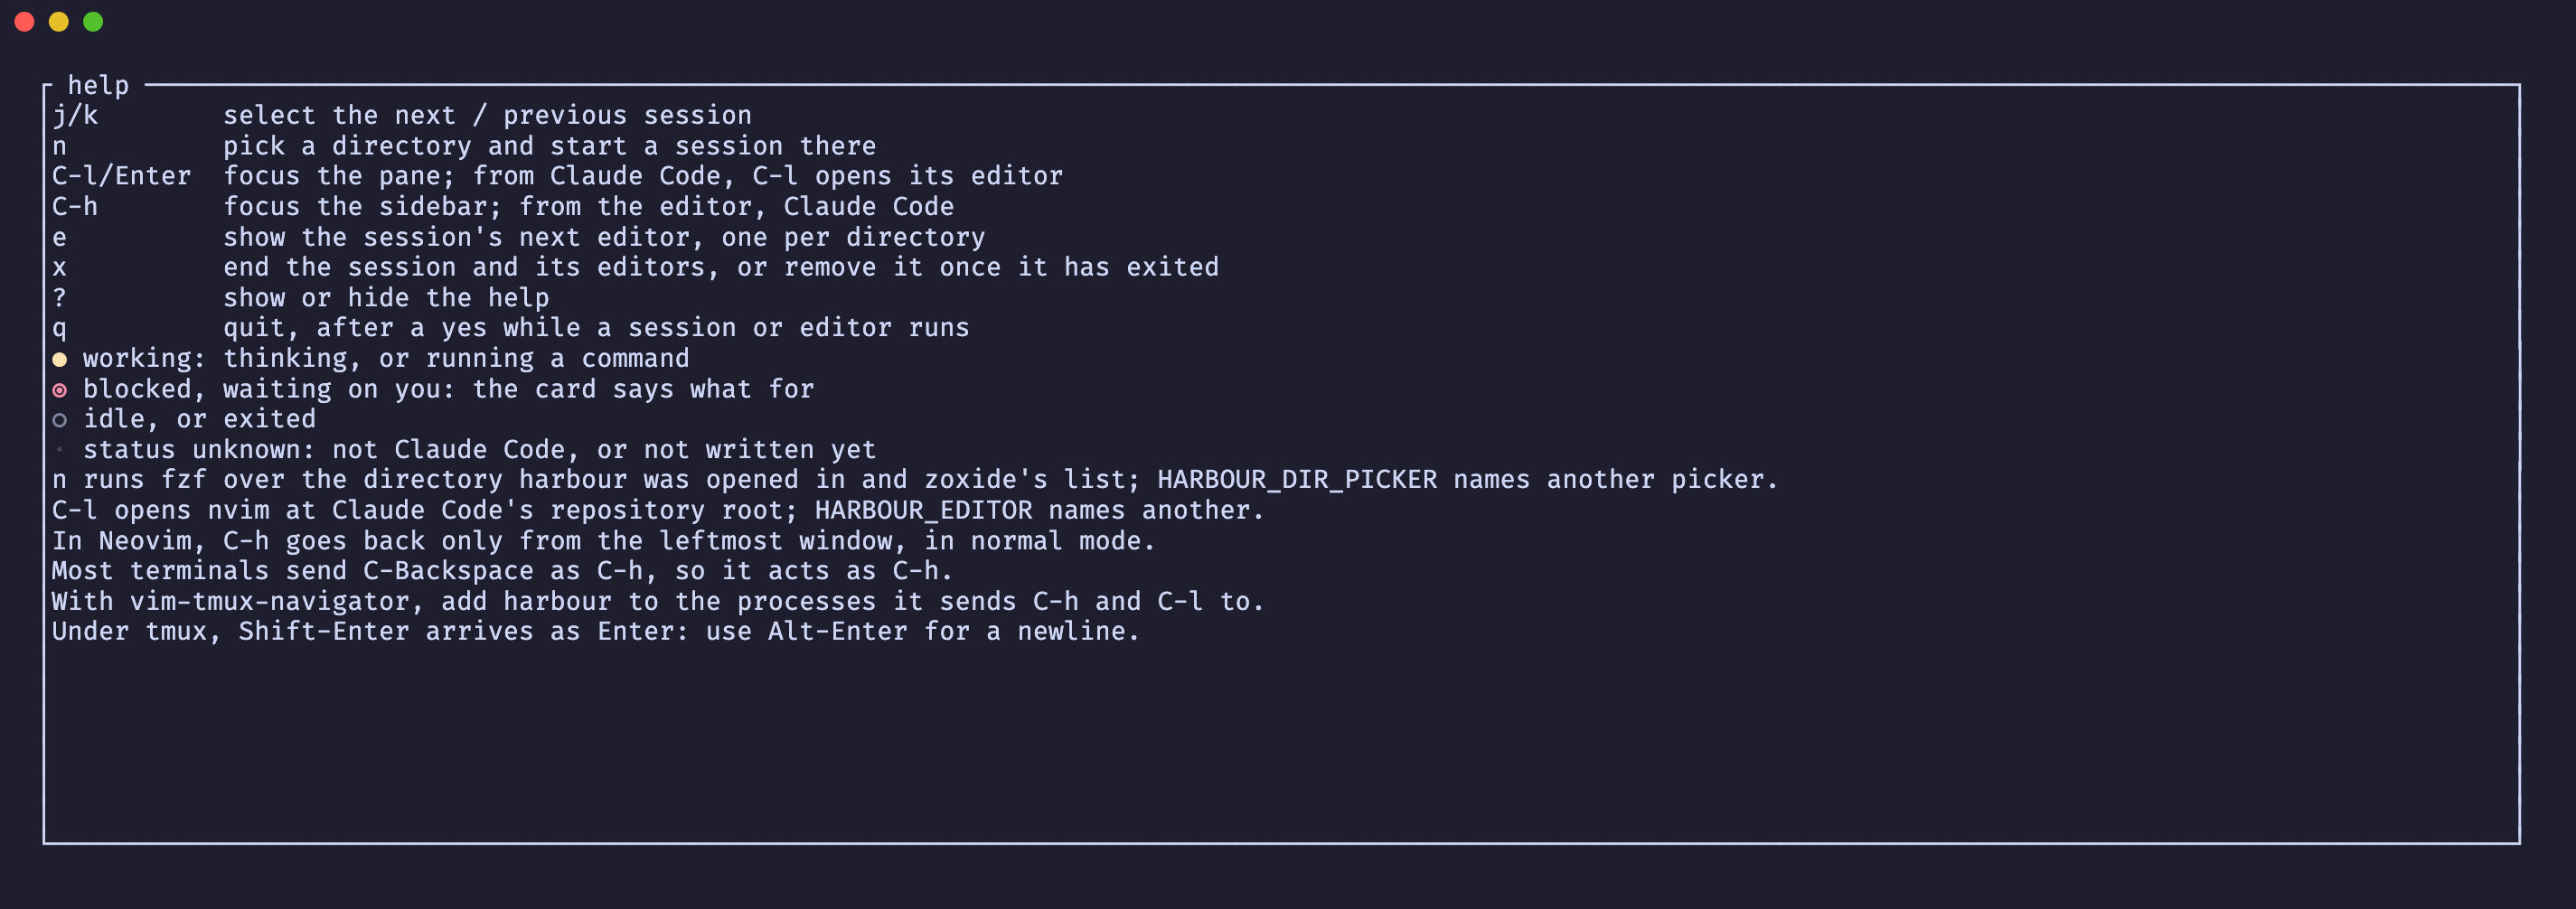 help
j/k        select the next / previous session
n          pick a directory and start a session there
C-l/Enter  focus the pane; from Claude Code, C-l opens its editor
C-h        focus the sidebar; from the editor, Claude Code
e          show the session's next editor, one per directory
x          end the session and its editors, or remove it once it has exited
?          show or hide the help
q          quit, after a yes while a session or editor runs
● working: thinking, or running a command
◉ blocked, waiting on you: the card says what for
○ idle, or exited
· status unknown: not Claude Code, or not written yet
n runs fzf over the directory harbour was opened in and zoxide's list; HARBOUR_DIR_PICKER names another picker.
C-l opens nvim at Claude Code's repository root; HARBOUR_EDITOR names another.
In Neovim, C-h goes back only from the leftmost window, in normal mode.
Most terminals send C-Backspace as C-h, so it acts as C-h.
With vim-tmux-navigator, add harbour to the processes it sends C-h and C-l to.
Under tmux, Shift-Enter arrives as Enter: use Alt-Enter for a newline.